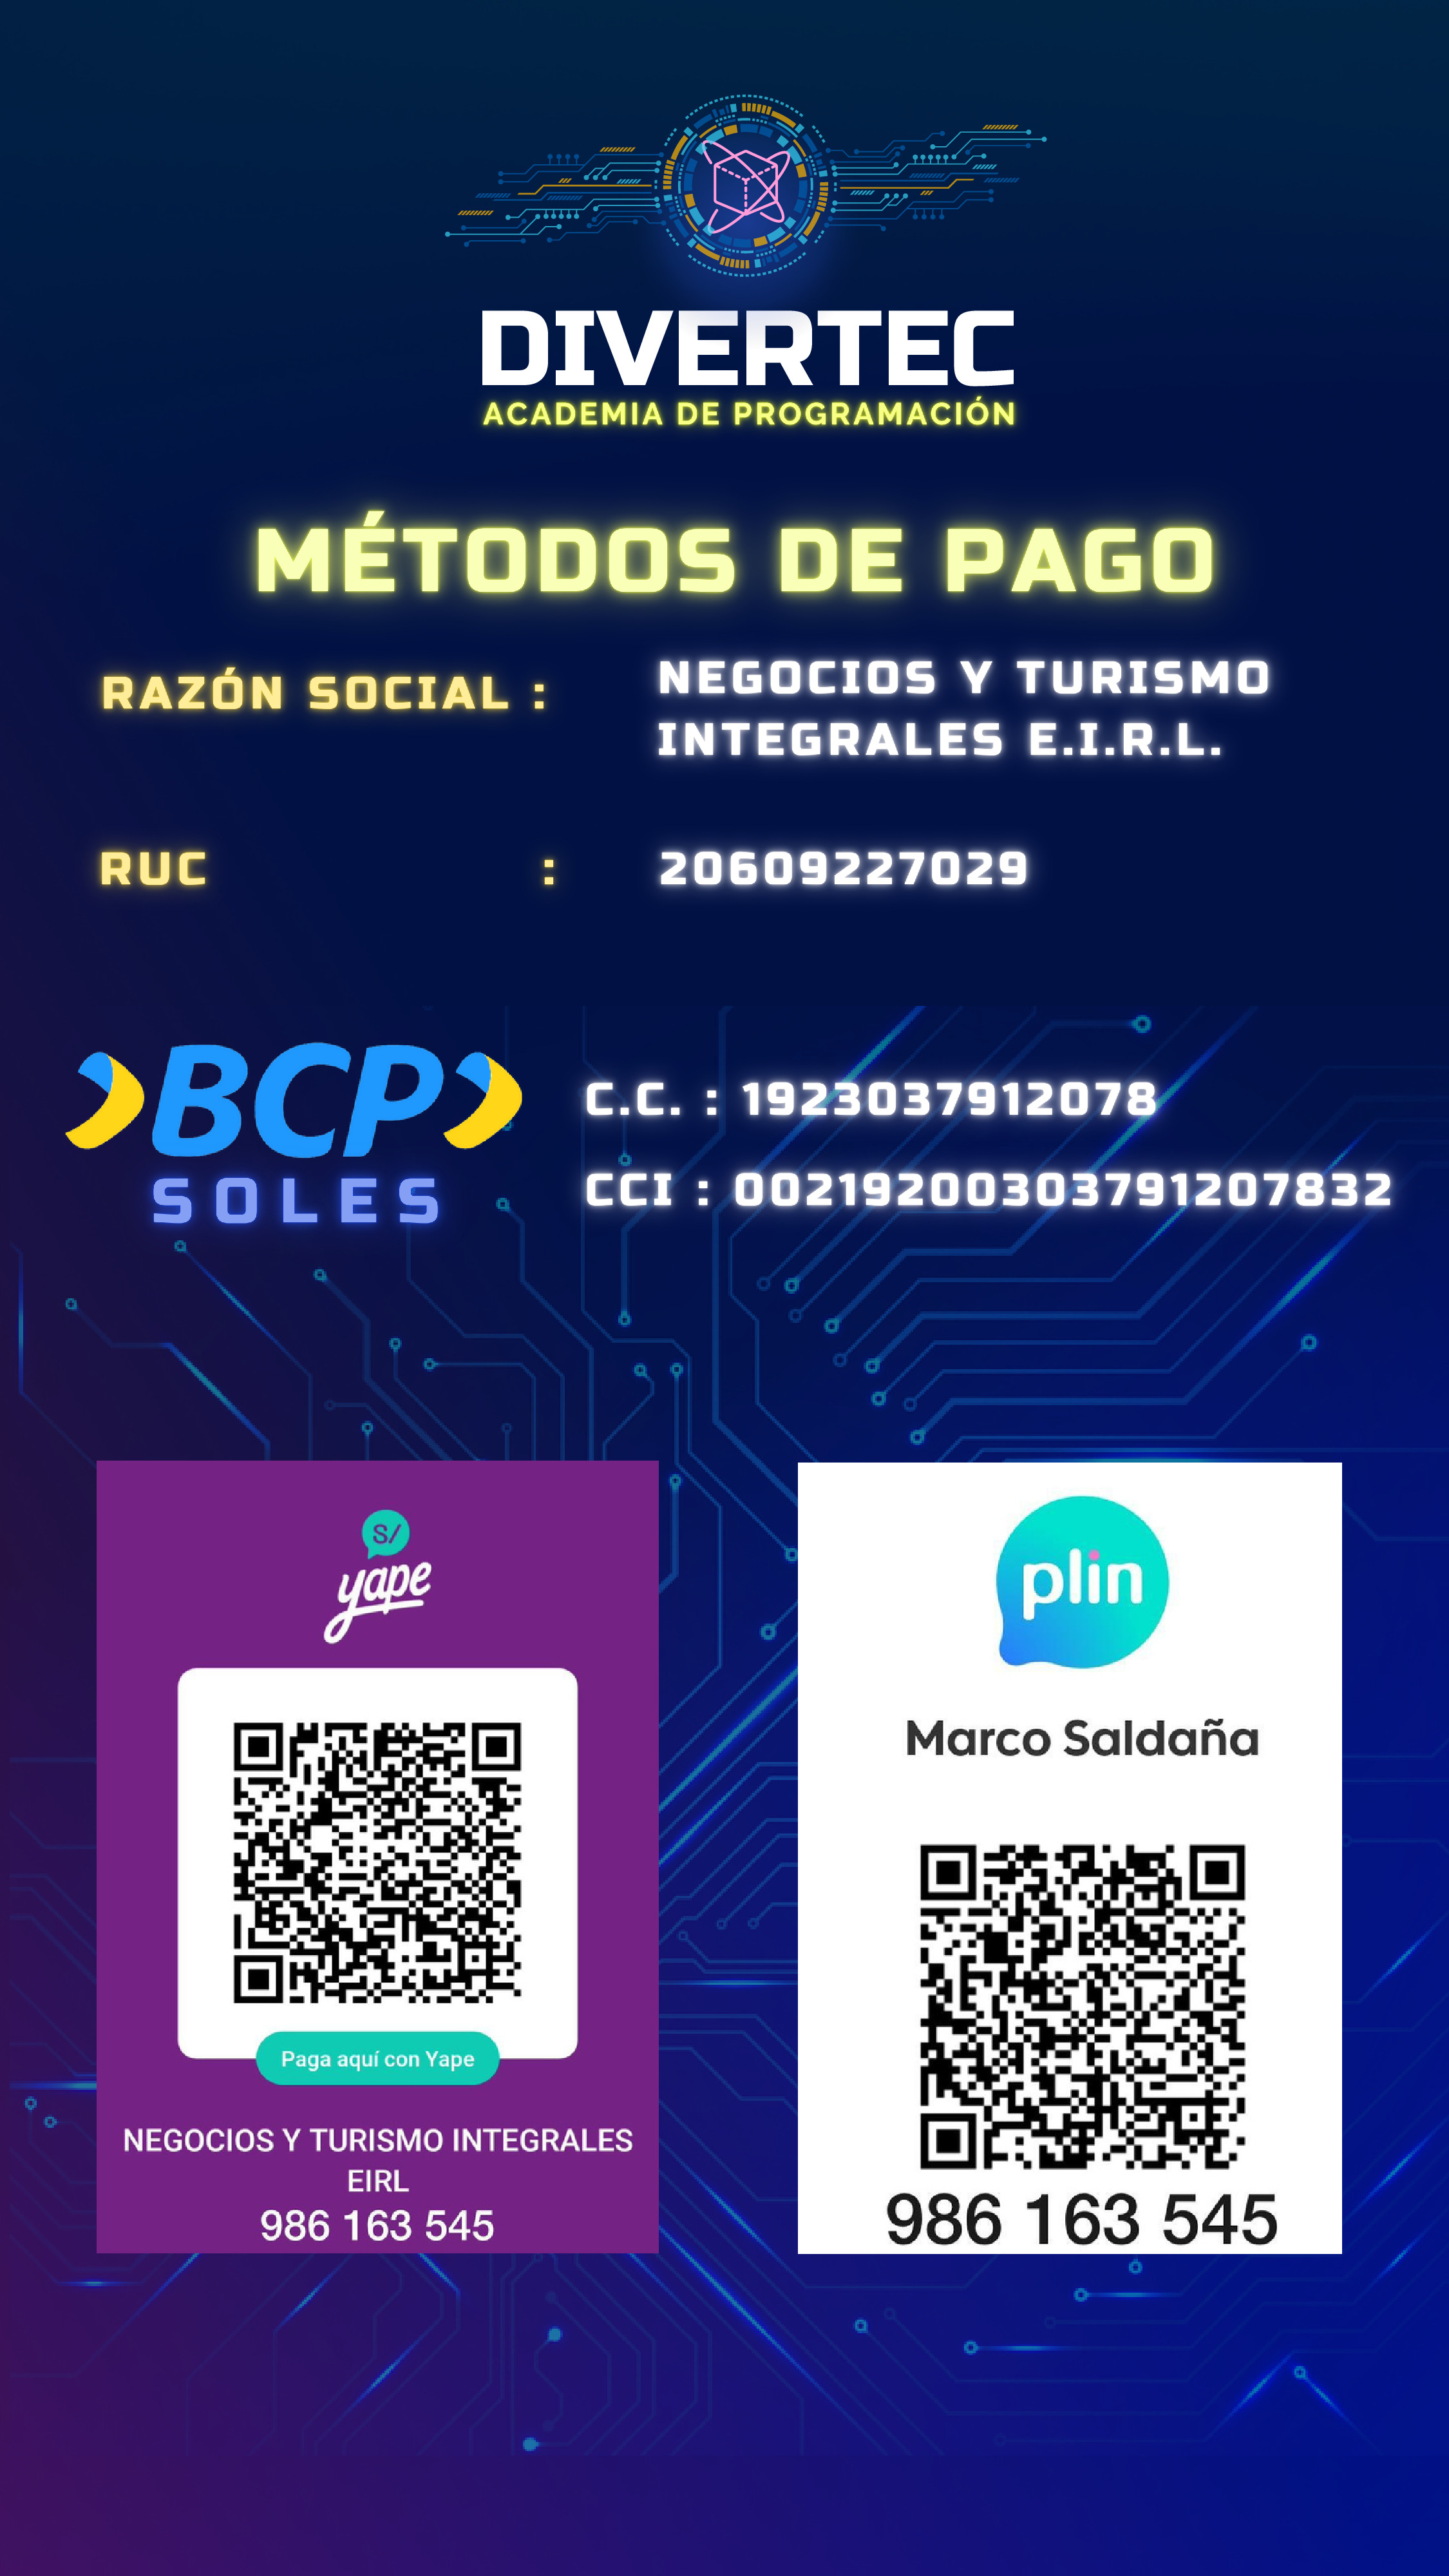 DIVERTEC
ACADEMIA DE PROGRAMACIÓN
MÉTODOS DE PAGO
RAZÓN SOCIAL : NEGOCIOS Y TURISMO
INTEGRALES E.I.R.L.
RUC : 20609227029
BCP
SOLES
C.C. : 1923037912078
CCI : 00219200303791207832
S/
yape
Paga aquí con Yape
NEGOCIOS Y TURISMO INTEGRALES
EIRL
986 163 545
plin
Marco Saldaña
986 163 545